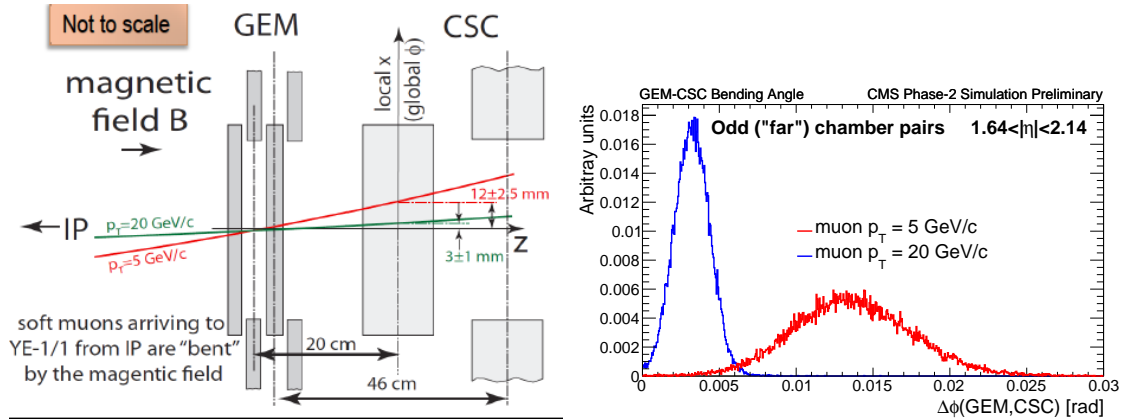 Not to scale
GEM
CSC
magnetic
field B
local x
(global ϕ)
12±2.5 mm
IP
p_T=20 GeV/c
p_T=5 GeV/c
Z
3±1 mm
soft muons arriving to
YE-1/1 from IP are "bent"
by the magentic field
20 cm
46 cm
GEM-CSC Bending Angle
CMS Phase-2 Simulation Preliminary
Odd ("far") chamber pairs 1.64<|η|<2.14
Arbitray units
0.018
0.016
0.014
0.012
0.01
0.008
0.006
0.004
0.002
0
muon p_T = 5 GeV/c
muon p_T = 20 GeV/c
0 0.005 0.01 0.015 0.02 0.025 0.03
Δϕ(GEM,CSC) [rad]